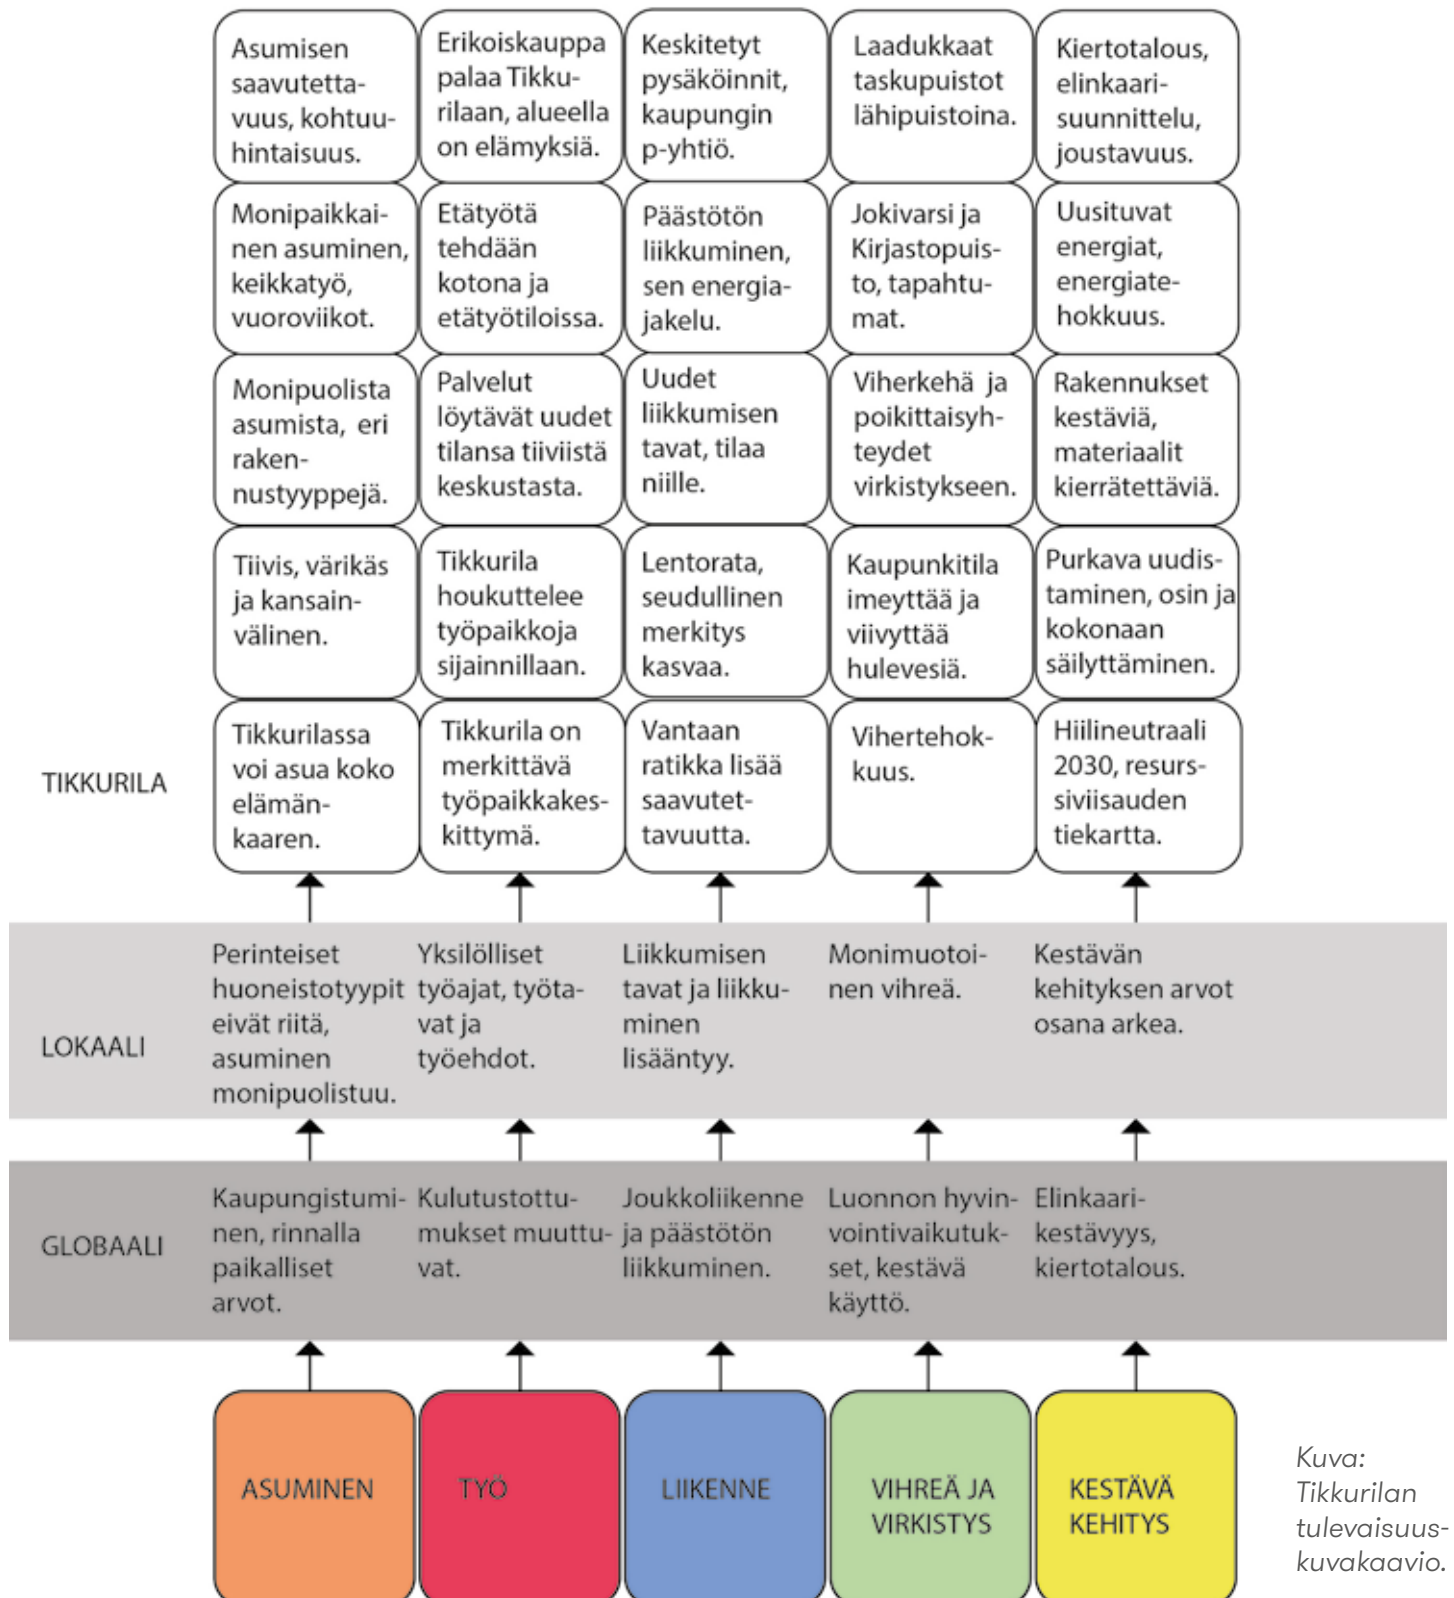 Asumisen
saavutetta-
vuus, kohtuu-
hintaisuus.
Erikoiskauppa
palaa Tikku-
rilaan, alueella
on elämyksiä.
Keskitetyt
pysäköinnit,
kaupungin
p-yhtiö.
Laadukkaat
taskupuistot
lähipuistoina.
Kiertotalous,
elinkaari-
suunnittelu,
joustavuus.
Monipaikkai-
nen asuminen,
keikkatyö,
vuoroviikot.
Etätyötä
tehdään
kotona ja
etätyötiloissa.
Päästötön
liikkuminen,
sen energia-
jakelu.
Jokivarsi ja
Kirjastopuis-
to, tapahtu-
mat.
Uusituvat
energiat,
energiate-
hokkuus.
Monipuolista
asumista, eri
raken-
nustyyppejä.
Palvelut
löytävät uudet
tilansa tiiviistä
keskustasta.
Uudet
liikkumisen
tavat, tilaa
niille.
Viherkehä ja
poikittaisyh-
teydet
virkistykseen.
Rakennukset
kestäviä,
materiaalit
kierrätettäviä.
Tiivis, värikäs
ja kansain-
välinen.
Tikkurila
houkuttelee
työpaikkoja
sijainnillaan.
Lentorata,
seudullinen
merkitys
kasvaa.
Kaupunkitila
imeyttää ja
viivyttää
hulevesiä.
Purkava uudis-
taminen, osin ja
kokonaan
säilyttäminen.
TIKKURILA
Tikkurilassa
voi asua koko
elämän-
kaaren.
Tikkurila on
merkittävä
työpaikkakes-
kittymä.
Vantaan
ratikka lisää
saavutet-
tavuutta.
Vihertehok-
kuus.
Hiilineutraali
2030, resurs-
siviisauden
tiekartta.
LOKAALI
Perinteiset
huoneistotyypit
eivät riitä,
asuminen
monipuolistuu.
Yksilölliset
työajat, työta-
vat ja
työehdot.
Liikkumisen
tavat ja liikku-
minen
lisääntyy.
Monimuotoi-
nen vihreä.
Kestävän
kehityksen arvot
osana arkea.
GLOBAALI
Kaupungistumi-
nen, rinnalla
paikalliset
arvot.
Kulutustottu-
mukset muuttu-
vat.
Joukkoliikenne
ja päästötön
liikkuminen.
Luonnon hyvin-
vointivaikutuk-
set, kestävä
käyttö.
Elinkaari-
kestävyys,
kiertotalous.
ASUMINEN
TYÖ
LIIKENNE
VIHREÄ JA
VIRKISTYS
KESTÄVÄ
KEHITYS
Kuva:
Tikkurilan
tulevaisuus-
kuvakaavio.